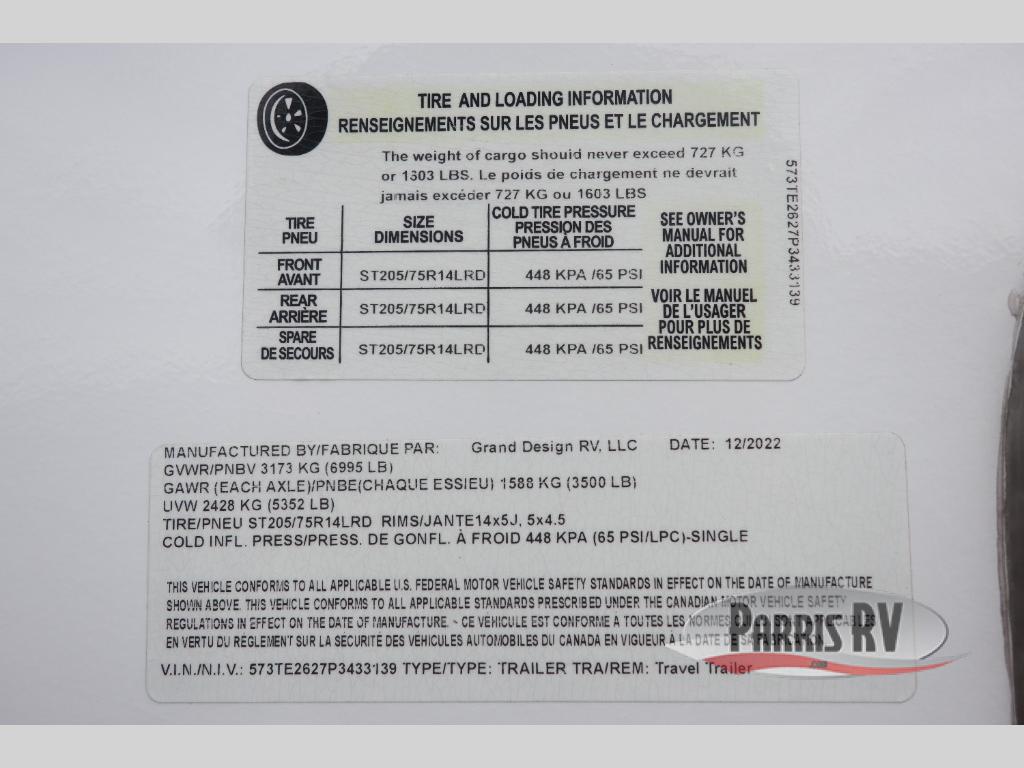 TIRE AND LOADING INFORMATION
RENSEIGNEMENTS SUR LES PNEUS ET LE CHARGEMENT
The weight of cargo should never exceed 727 KG
or 1603 LBS. Le poids de chargement ne devrait
jamais excéder 727 KG ou 1603 LBS
TIRE SIZE COLD TIRE PRESSURE
PNEU DIMENSIONS PRESSION DES
PNEUS À FROID
FRONT
AVANT ST205/75R14LRD 448 KPA /65 PSI
REAR
ARRIÈRE ST205/75R14LRD 448 KPA /65 PSI
SPARE
DE SECOURS ST205/75R14LRD 448 KPA /65 PSI
SEE OWNER'S
MANUAL FOR
ADDITIONAL
INFORMATION
VOIR LE MANUEL
DE L'USAGER
POUR PLUS DE
RENSEIGNEMENTS
573TE2627P3433139
MANUFACTURED BY/FABRIQUE PAR: Grand Design RV, LLC DATE: 12/2022
GVWR/PNBV 3173 KG (6995 LB)
GAWR (EACH AXLE)/PNBE(CHAQUE ESSIEU) 1588 KG (3500 LB)
UVW 2428 KG (5352 LB)
TIRE/PNEU ST205/75R14LRD RIMS/JANTE14x5J, 5x4.5
COLD INFL. PRESS/PRESS. DE GONFL. À FROID 448 KPA (65 PSI/LPC)-SINGLE
THIS VEHICLE CONFORMS TO ALL APPLICABLE U.S. FEDERAL MOTOR VEHICLE SAFETY STANDARDS IN EFFECT ON THE DATE OF MANUFACTURE
SHOWN ABOVE. THIS VEHICLE CONFORMS TO ALL APPLICABLE STANDARDS PRESCRIBED UNDER THE CANADIAN MOTOR VEHICLE SAFETY
REGULATIONS IN EFFECT ON THE DATE OF MANUFACTURE. - CE VÉHICULE EST CONFORME A TOUTES LES NORMES APPLICABLES
EN VERTU DU REGLEMENT SUR LA SÉCURITÉ DES VÉHICULES AUTOMOBILES DU CANADA EN VIGUEUR À LA DATE DE SA FABRICATION
V.I.N./N.I.V.: 573TE2627P3433139 TYPE/TYPE: TRAILER TRA/REM: Travel Trailer
PARRIS RV
.com